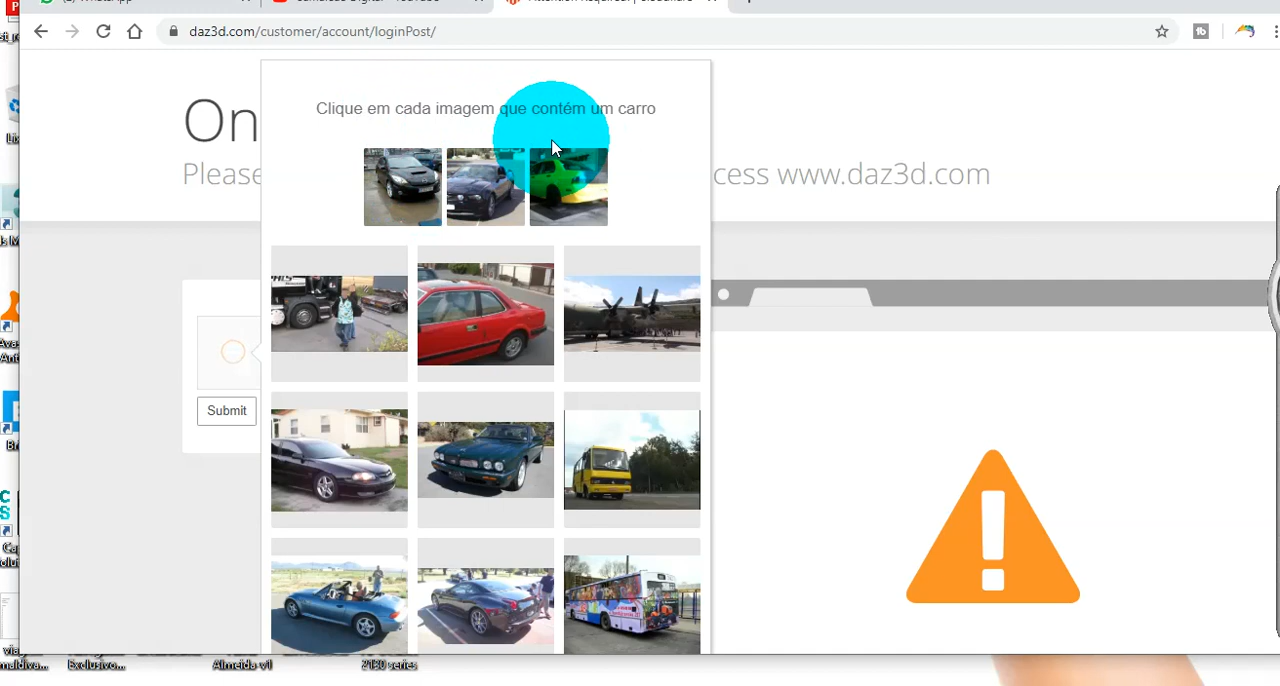 daz3d.com/customer/account/loginPost/
On
Clique em cada imagem que contém um carro
Please
cess www.daz3d.com
Submit
Exclusivo...
Almeida v1
2130 series
maldiva...